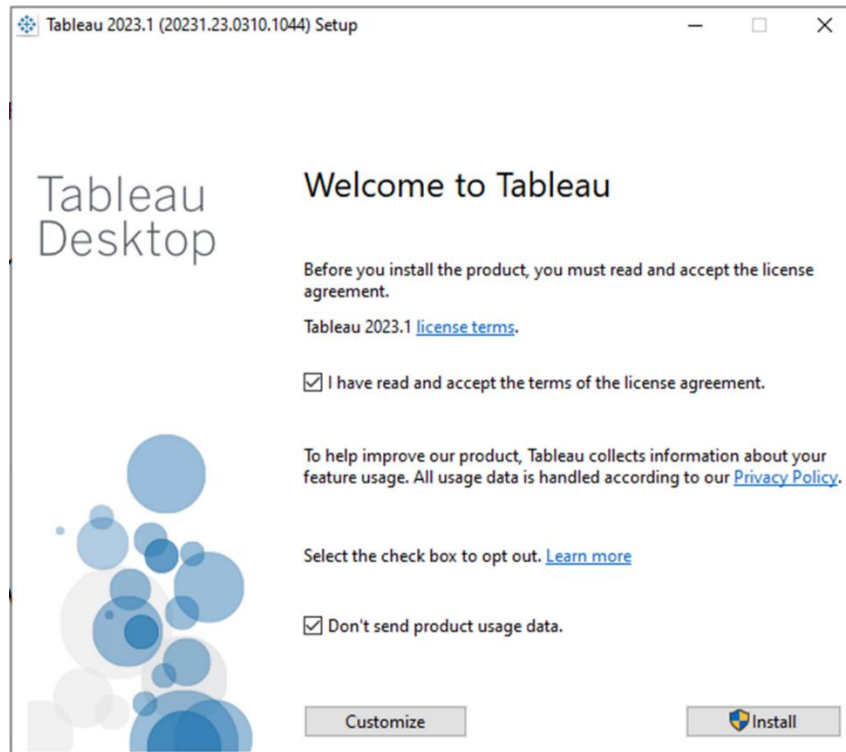 Tableau 2023.1 (20231.23.0310.1044) Setup
Tableau
Desktop
Welcome to Tableau
Before you install the product, you must read and accept the license
agreement.
Tableau 2023.1 license terms.
I have read and accept the terms of the license agreement.
To help improve our product, Tableau collects information about your
feature usage. All usage data is handled according to our Privacy Policy.
Select the check box to opt out. Learn more
Don't send product usage data.
Customize
Install